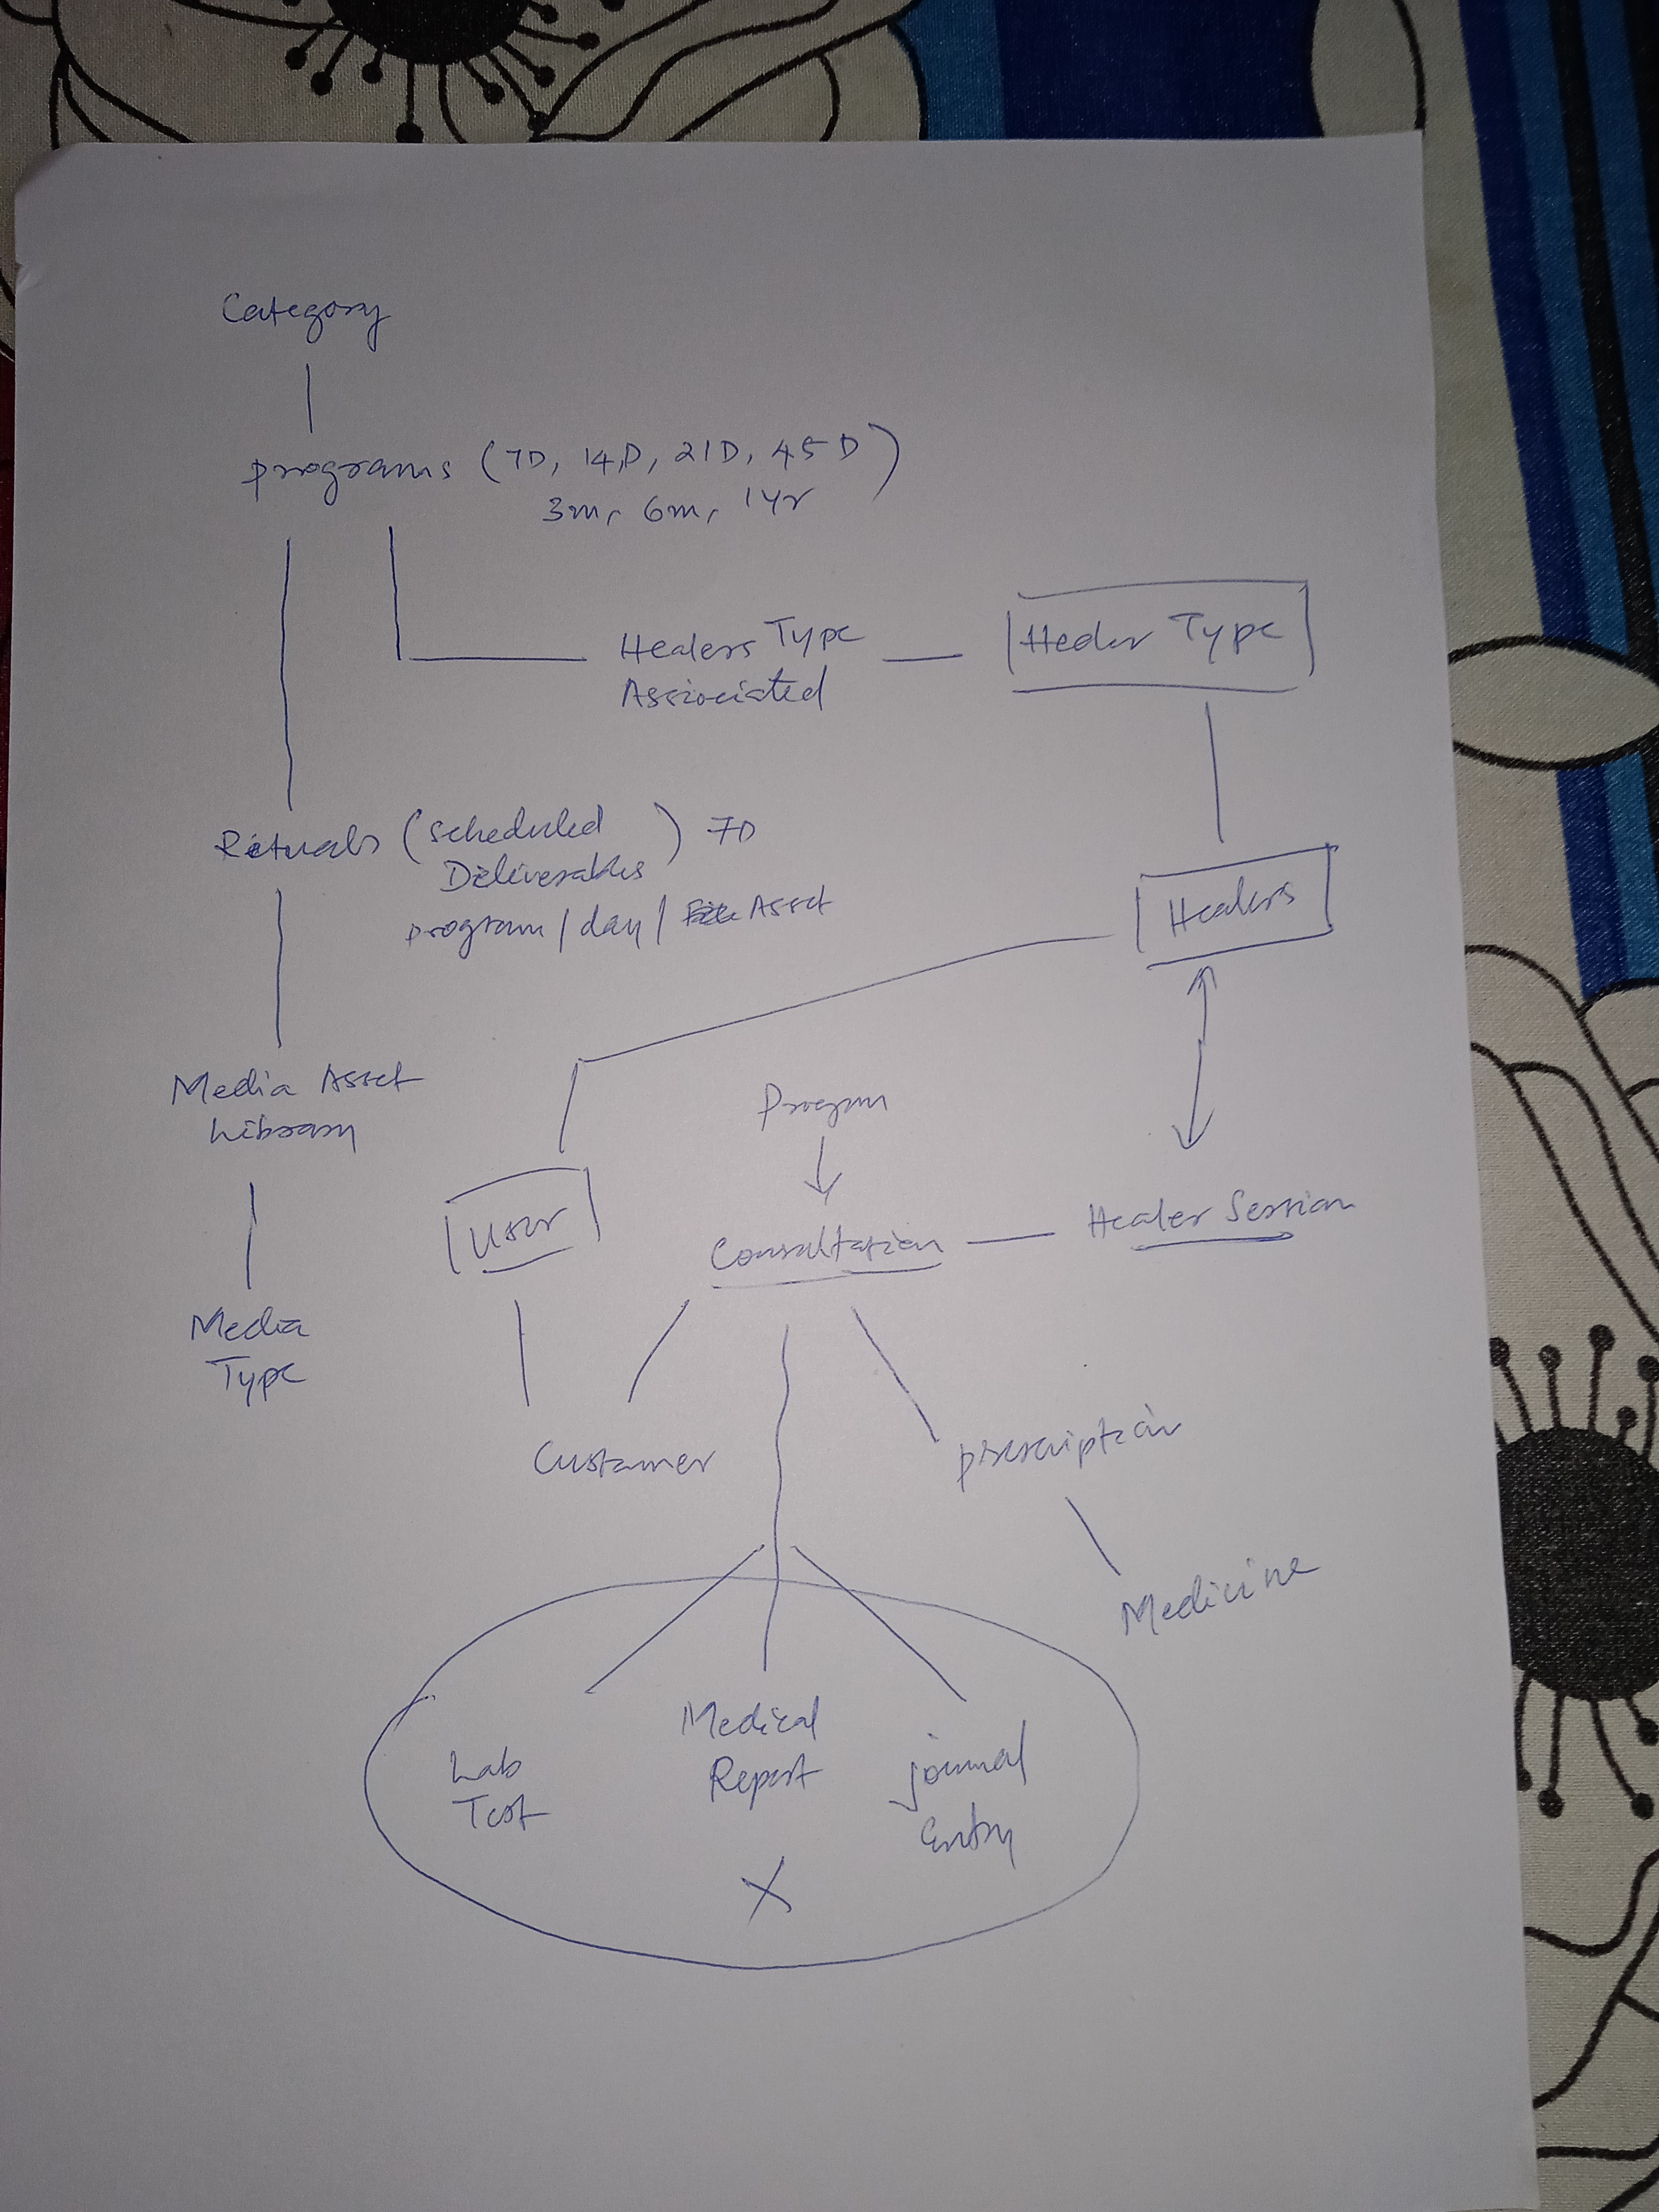 Category
programs (7D, 14D, 21D, 45D)
3m, 6m, 1yr
Healers Type
Associated
Healer Type
Rituals (scheduled
Deliverables) 7D
program / day / Asset
Healers
Media Asset
Library
Program
User
Consultation
Healer Session
Media
Type
Customer
prescription
Medicine
Lab
Test
Medical
Report
journal
Entry
X